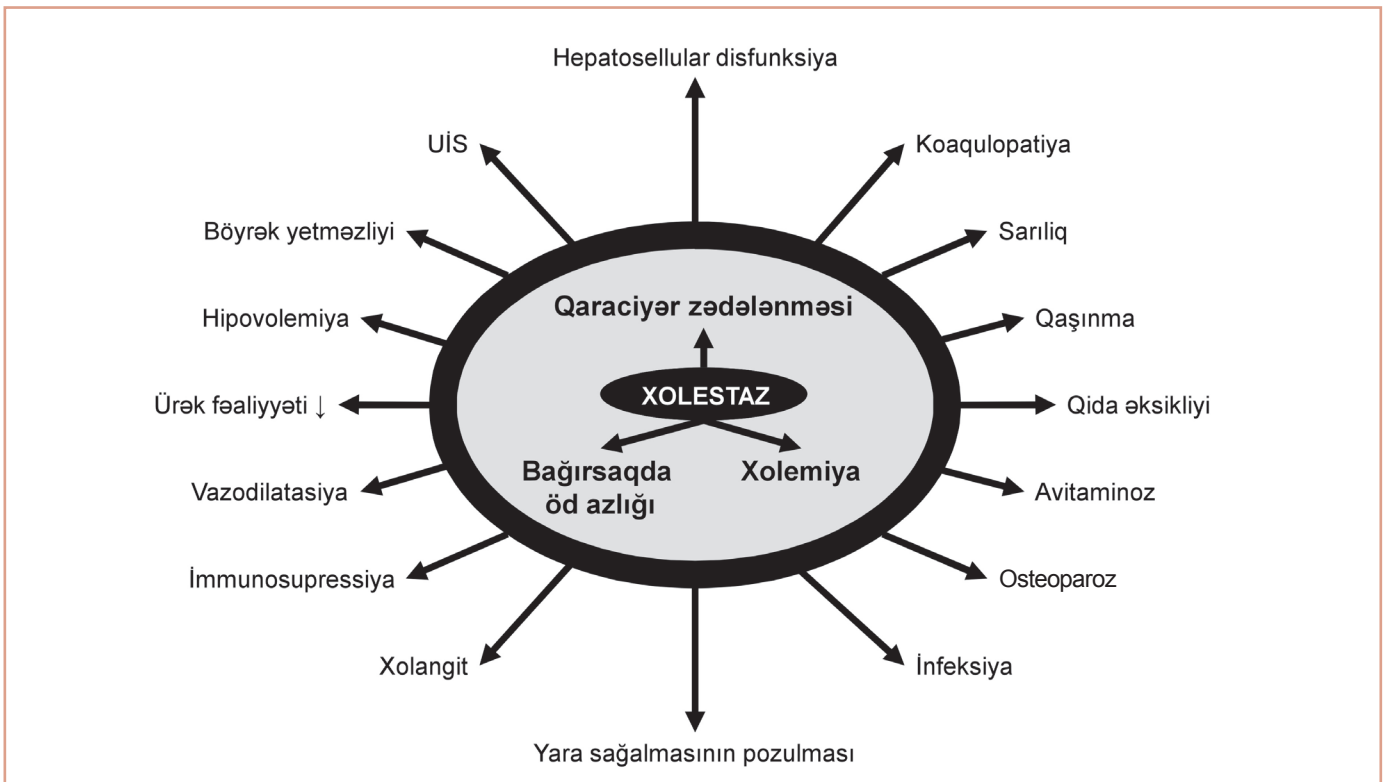 Hepatosellular disfunksiya
UİS
Koaqulopatiya
Böyrək yetməzliyi
Sarıliq
Hipovolemiya
Qaşınma
Qaraciyər zədələnməsi
XOLESTAZ
Ürək fəaliyyəti ↓
Qida əksikliyi
Bağırsaqda
öd azlığı
Xolemiya
Vazodilatasiya
Avitaminoz
İmmunosupressiya
Osteoparoz
Xolangit
İnfeksiya
Yara sağalmasının pozulması